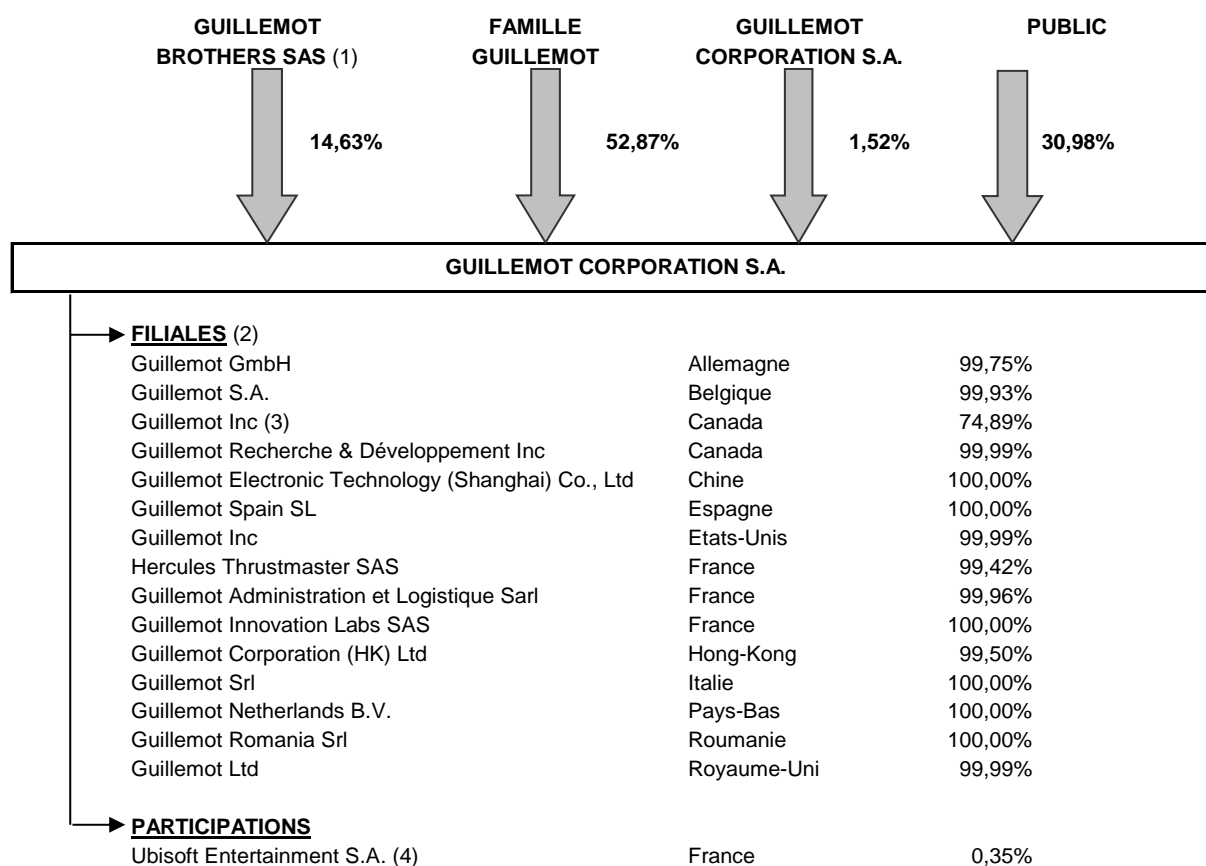 GUILLEMOT FAMILLE GUILLEMOT PUBLIC
BROTHERS SAS (1) GUILLEMOT CORPORATION S.A.
14,63% 52,87% 1,52% 30,98%
GUILLEMOT CORPORATION S.A.
FILIALES (2)
Guillemot GmbH Allemagne 99,75%
Guillemot S.A. Belgique 99,93%
Guillemot Inc (3) Canada 74,89%
Guillemot Recherche & Développement Inc Canada 99,99%
Guillemot Electronic Technology (Shanghai) Co., Ltd Chine 100,00%
Guillemot Spain SL Espagne 100,00%
Guillemot Inc Etats-Unis 99,99%
Hercules Thrustmaster SAS France 99,42%
Guillemot Administration et Logistique Sarl France 99,96%
Guillemot Innovation Labs SAS France 100,00%
Guillemot Corporation (HK) Ltd Hong-Kong 99,50%
Guillemot Srl Italie 100,00%
Guillemot Netherlands B.V. Pays-Bas 100,00%
Guillemot Romania Srl Roumanie 100,00%
Guillemot Ltd Royaume-Uni 99,99%
PARTICIPATIONS
Ubisoft Entertainment S.A. (4) France 0,35%